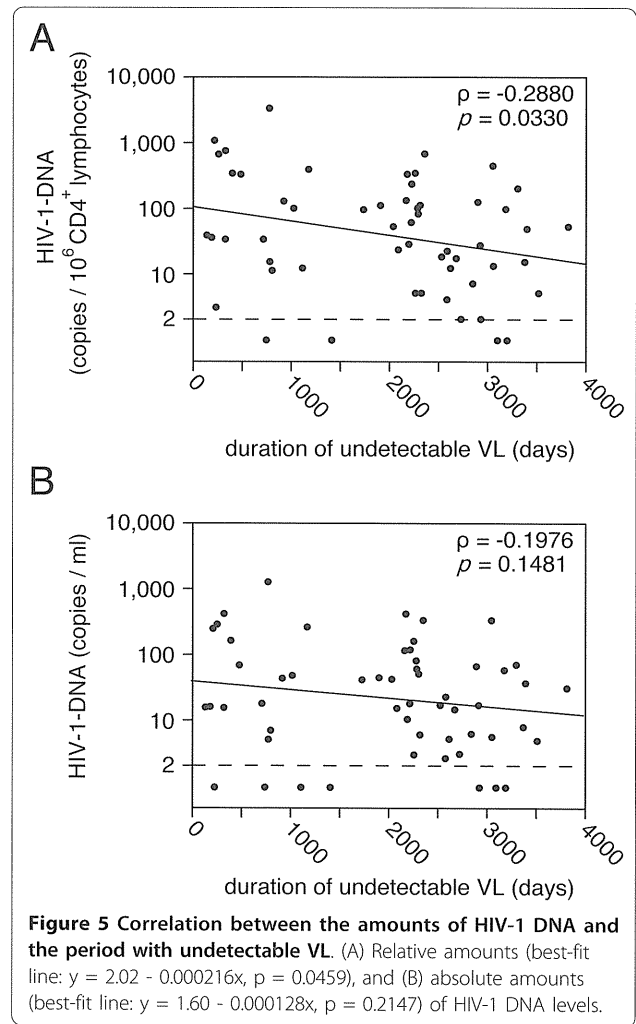 A
10,000
1,000
100
10
2
HIV-1-DNA
(copies / 10⁶ CD4⁺ lymphocytes)
ρ = -0.2880
p = 0.0330
0
1000
2000
3000
4000
duration of undetectable VL (days)
B
10,000
1,000
100
10
2
HIV-1-DNA (copies / ml)
ρ = -0.1976
p = 0.1481
0
1000
2000
3000
4000
duration of undetectable VL (days)
Figure 5 Correlation between the amounts of HIV-1 DNA and
the period with undetectable VL. (A) Relative amounts (best-fit
line: y = 2.02 - 0.000216x, p = 0.0459), and (B) absolute amounts
(best-fit line: y = 1.60 - 0.000128x, p = 0.2147) of HIV-1 DNA levels.